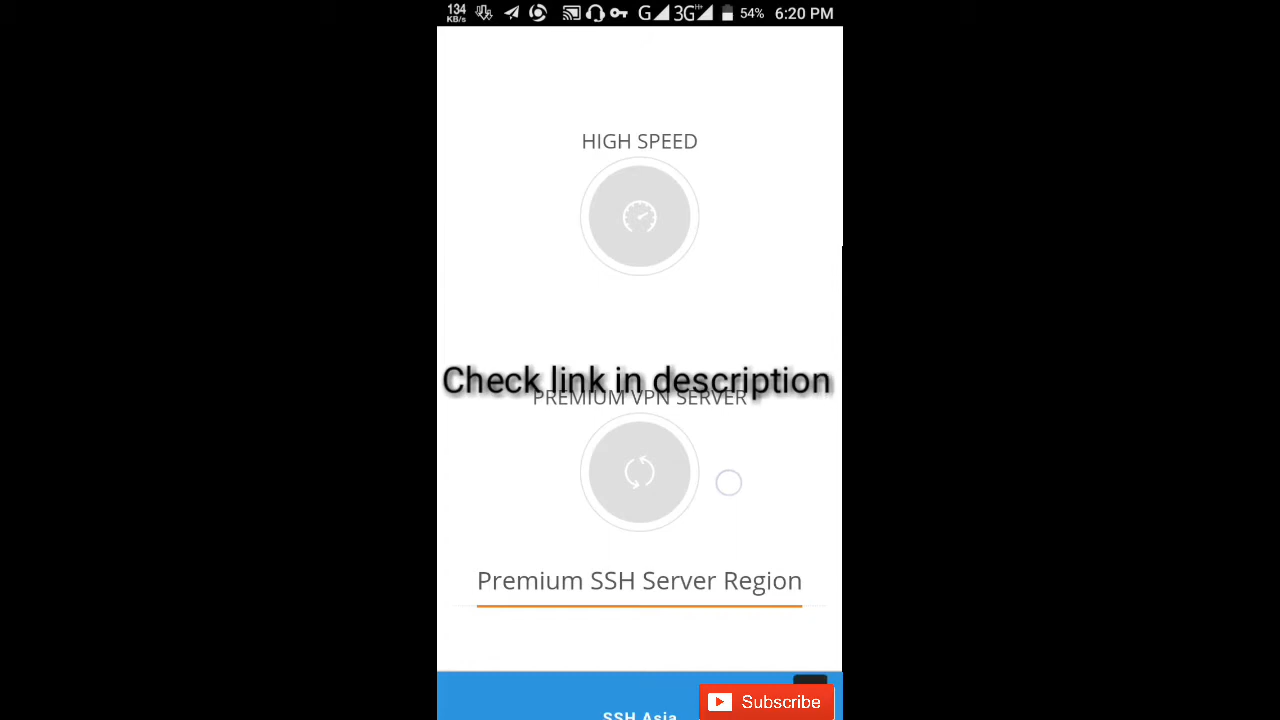 134 KB/s G 3G H+ 54% 6:20 PM
HIGH SPEED
Check link in description
PREMIUM VPN SERVER
Premium SSH Server Region
SSH Asia
Subscribe